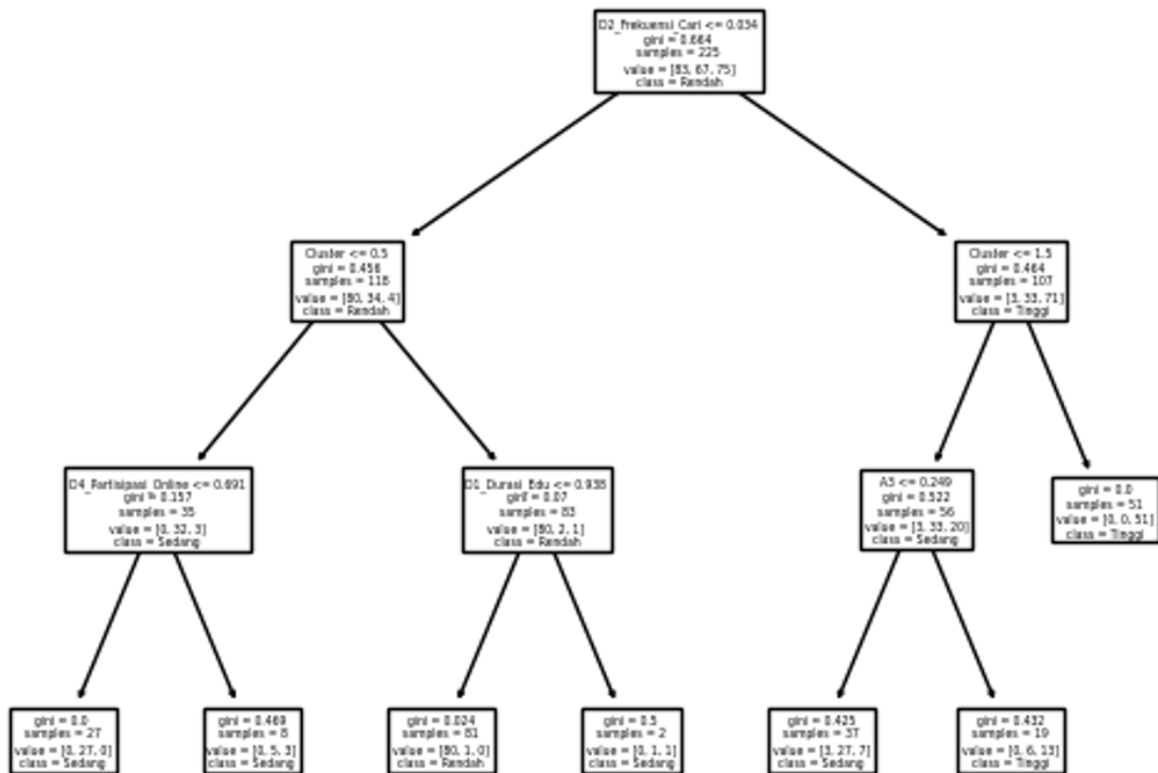 D2_Frekuensi_Cari <= 0.034
gini = 0.664
samples = 225
value = [83, 67, 75]
class = Rendah
Cluster <= 0.5
gini = 0.456
samples = 118
value = [80, 34, 4]
class = Rendah
Cluster <= 1.5
gini = 0.464
samples = 107
value = [3, 33, 71]
class = Tinggi
D4_Partisipasi_Online <= 0.691
gini = 0.157
samples = 35
value = [0, 32, 3]
class = Sedang
D1_Durasi_Edu <= 0.938
gini = 0.07
samples = 83
value = [80, 2, 1]
class = Rendah
A3 <= 0.249
gini = 0.522
samples = 56
value = [3, 33, 20]
class = Sedang
gini = 0.0
samples = 51
value = [0, 0, 51]
class = Tinggi
gini = 0.0
samples = 27
value = [0, 27, 0]
class = Sedang
gini = 0.469
samples = 8
value = [0, 5, 3]
class = Sedang
gini = 0.024
samples = 81
value = [80, 1, 0]
class = Rendah
gini = 0.5
samples = 2
value = [0, 1, 1]
class = Sedang
gini = 0.425
samples = 37
value = [3, 27, 7]
class = Sedang
gini = 0.432
samples = 19
value = [0, 6, 13]
class = Tinggi